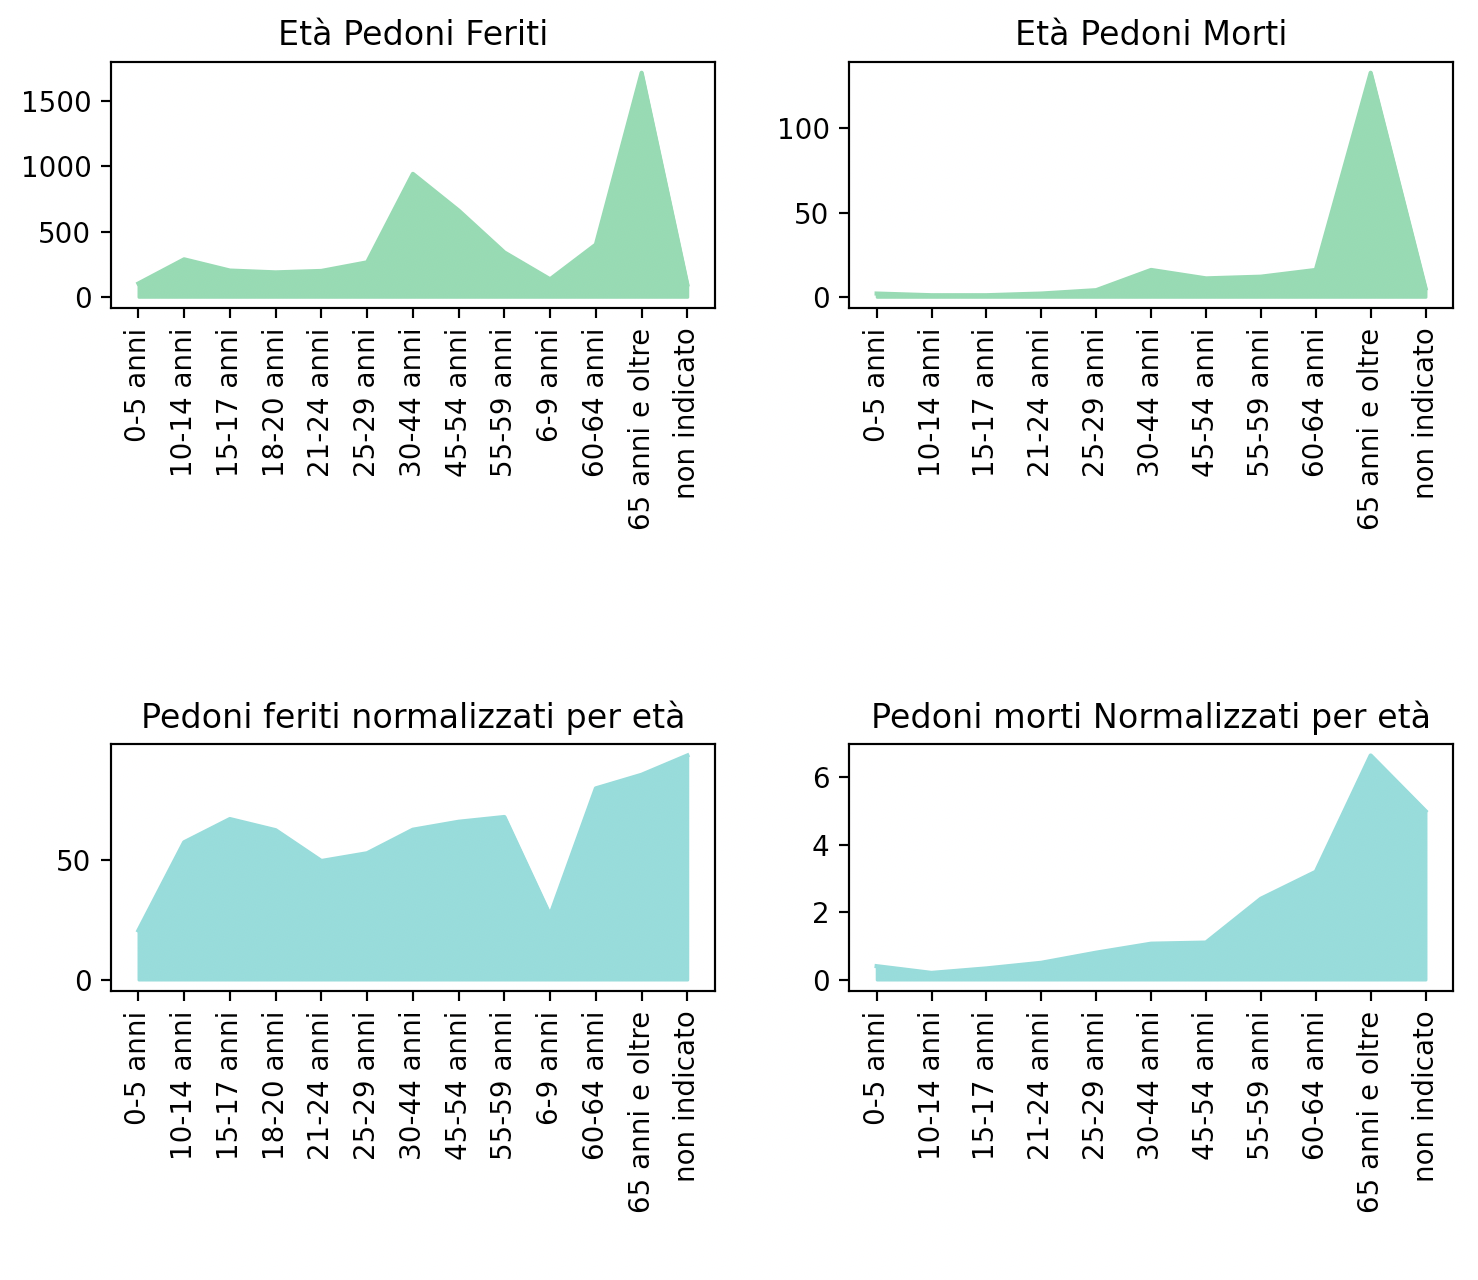 Età Pedoni Feriti
1500
1000
500
0
0-5 anni
10-14 anni
15-17 anni
18-20 anni
21-24 anni
25-29 anni
30-44 anni
45-54 anni
55-59 anni
6-9 anni
60-64 anni
65 anni e oltre
non indicato
Età Pedoni Morti
100
50
0
0-5 anni
10-14 anni
15-17 anni
21-24 anni
25-29 anni
30-44 anni
45-54 anni
55-59 anni
60-64 anni
65 anni e oltre
non indicato
Pedoni feriti normalizzati per età
50
0
0-5 anni
10-14 anni
15-17 anni
18-20 anni
21-24 anni
25-29 anni
30-44 anni
45-54 anni
55-59 anni
6-9 anni
60-64 anni
65 anni e oltre
non indicato
Pedoni morti Normalizzati per età
6
4
2
0
0-5 anni
10-14 anni
15-17 anni
21-24 anni
25-29 anni
30-44 anni
45-54 anni
55-59 anni
60-64 anni
65 anni e oltre
non indicato